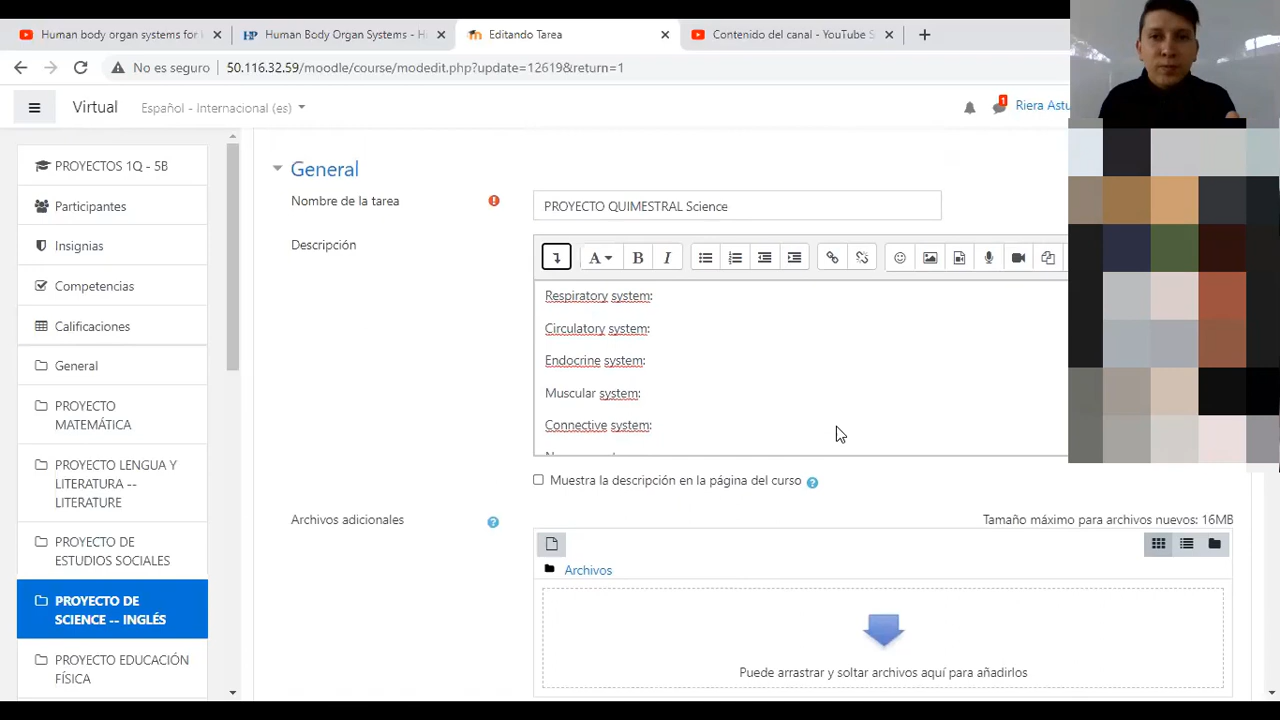 Human body organ systems for
Human Body Organ Systems - H
Editando Tarea
Contenido del canal - YouTube S
No es seguro 50.116.32.59/moodle/course/modedit.php?update=12619&return=1
Virtual Español - Internacional (es) 1 Riera Astu
PROYECTOS 1Q - 5B
Participantes
Insignias
Competencias
Calificaciones
General
PROYECTO
MATEMÁTICA
PROYECTO LENGUA Y
LITERATURA --
LITERATURE
PROYECTO DE
ESTUDIOS SOCIALES
PROYECTO DE
SCIENCE -- INGLÉS
PROYECTO EDUCACIÓN
FÍSICA
General
Nombre de la tarea
PROYECTO QUIMESTRAL Science
Descripción
A B I
Respiratory system:
Circulatory system:
Endocrine system:
Muscular system:
Connective system:
Muestra la descripción en la página del curso
Archivos adicionales
Tamaño máximo para archivos nuevos: 16MB
Archivos
Puede arrastrar y soltar archivos aquí para añadirlos